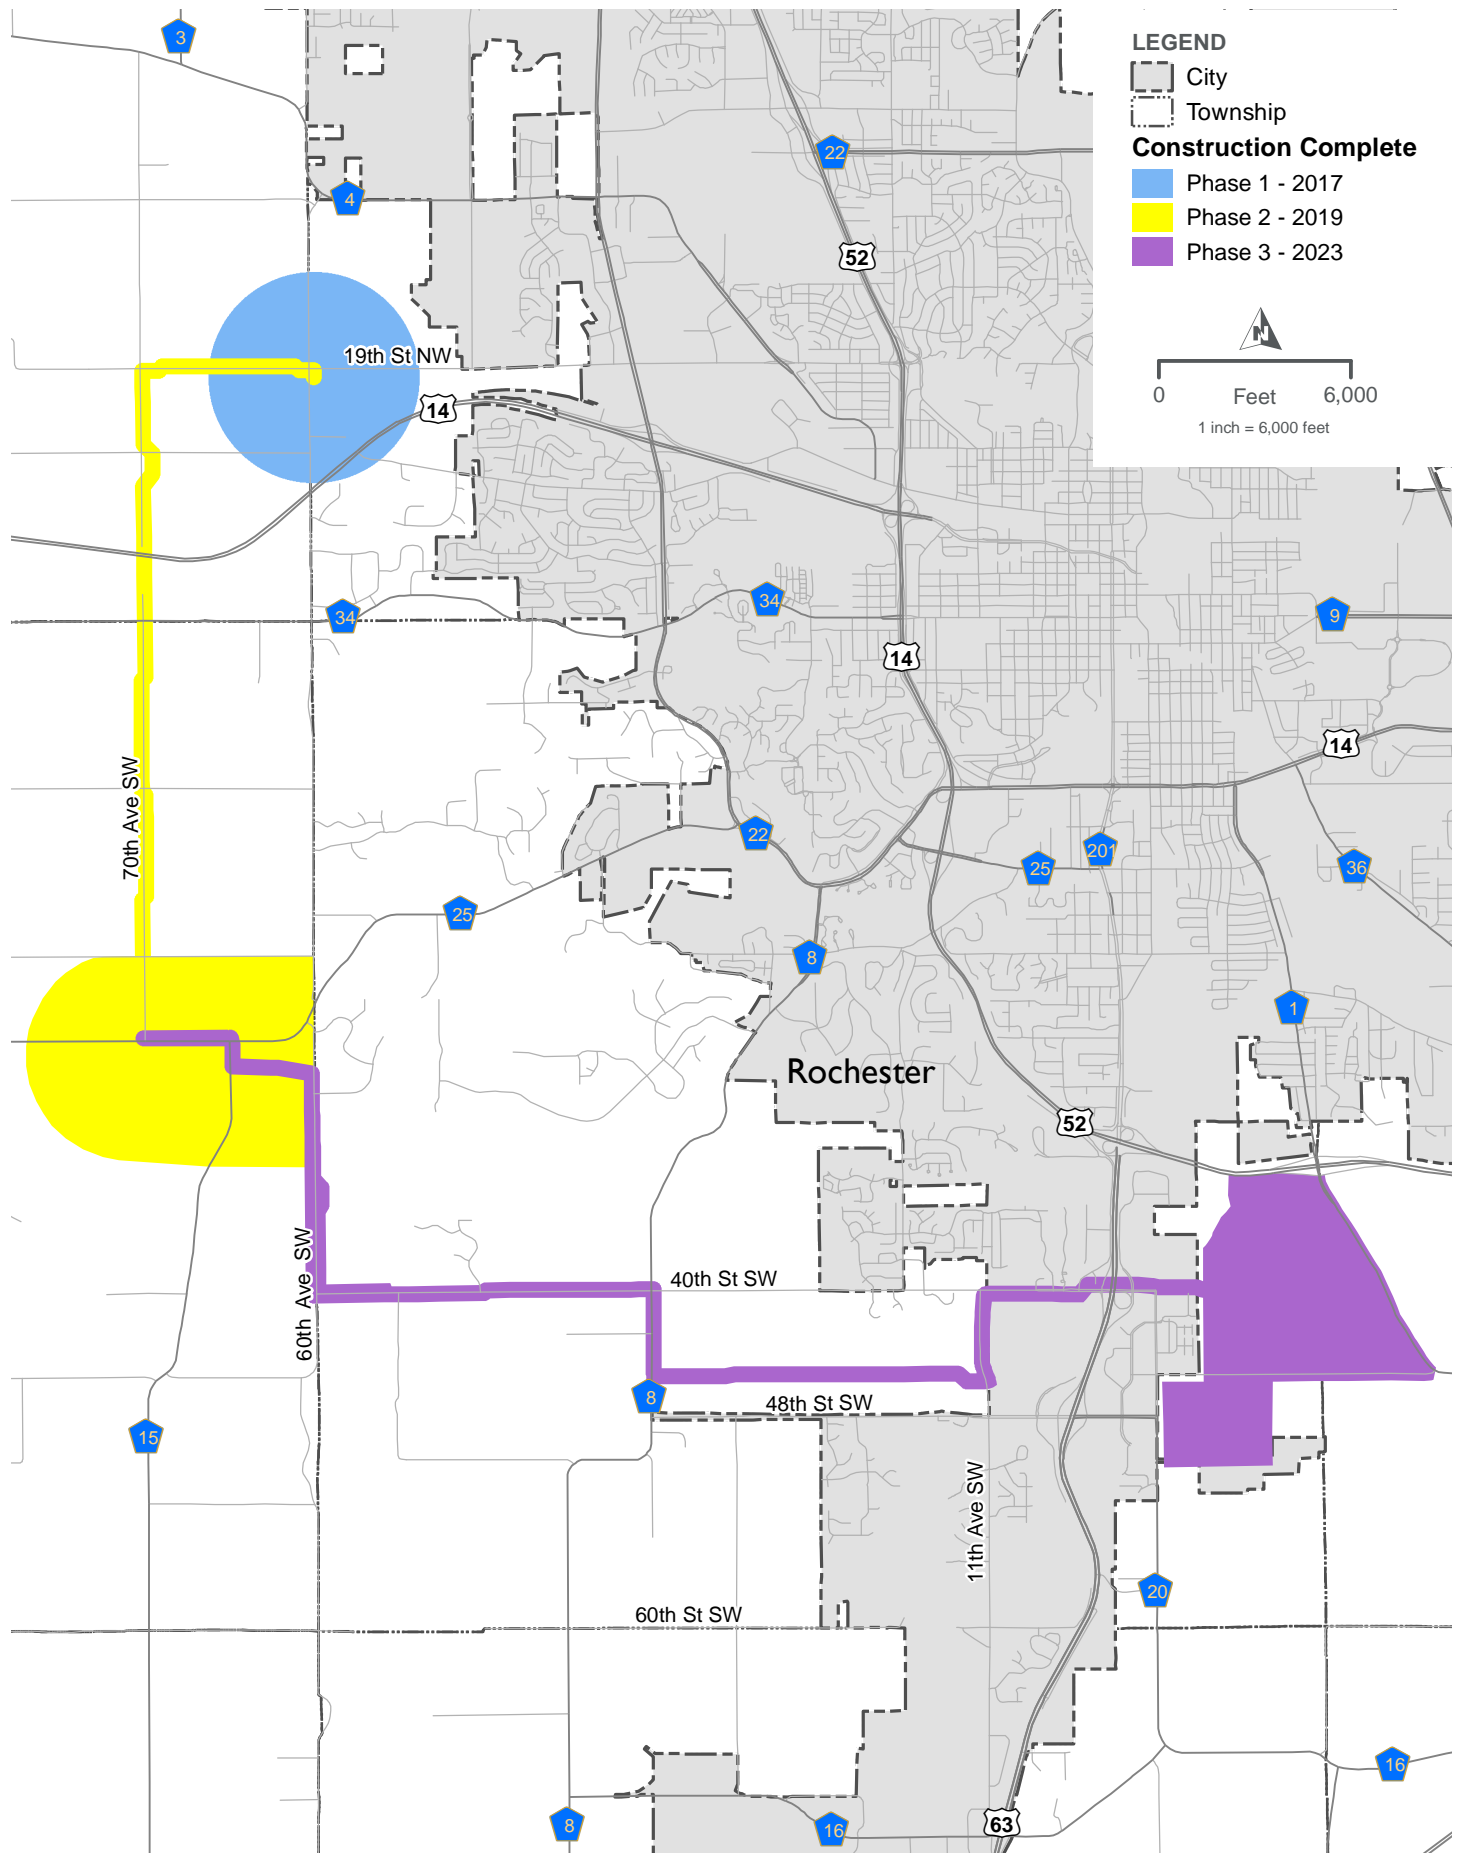 LEGEND
City
Township
Construction Complete
Phase 1 - 2017
Phase 2 - 2019
Phase 3 - 2023
N
0 Feet 6,000
1 inch = 6,000 feet
3
22
4
52
19th St NW
14
34
34
9
14
14
70th Ave SW
22
201
25
36
25
8
1
Rochester
52
60th Ave SW
40th St SW
8
48th St SW
15
11th Ave SW
20
60th St SW
16
8
16
63